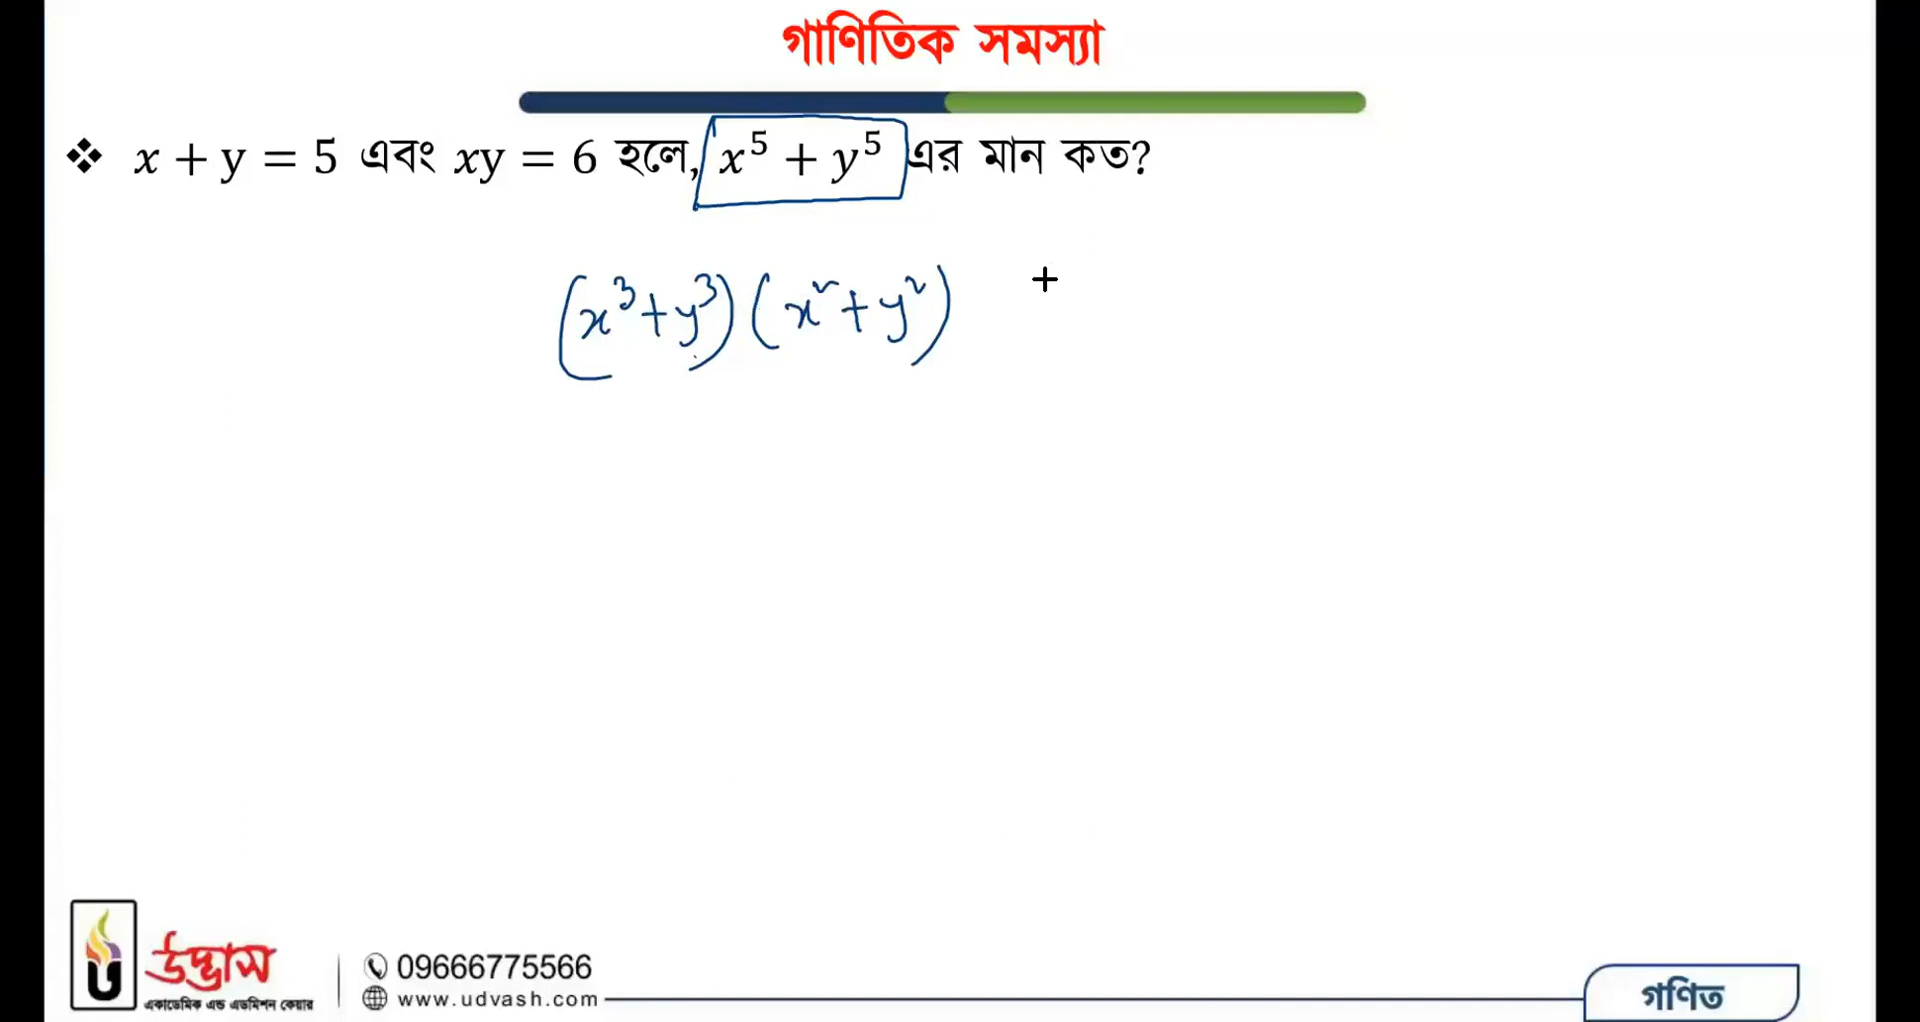 গাণিতিক সমস্যা
❖ x + y = 5 এবং xy = 6 হলে, x⁵ + y⁵ এর মান কত?
(x³+y³)(x²+y²)
উদ্ভাস
একাডেমিক এন্ড এডমিশন কেয়ার
09666775566
www.udvash.com
গণিত